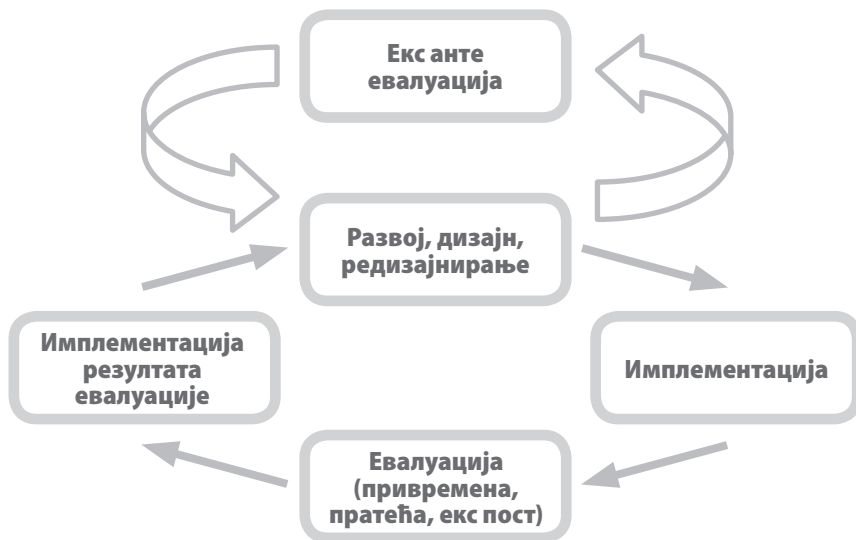 Екс анте
евалуација
Развој, дизајн,
редизајнирање
Имплементација
резултата
евалуације
Имплементација
Евалуација
(привремена,
пратећа, екс пост)